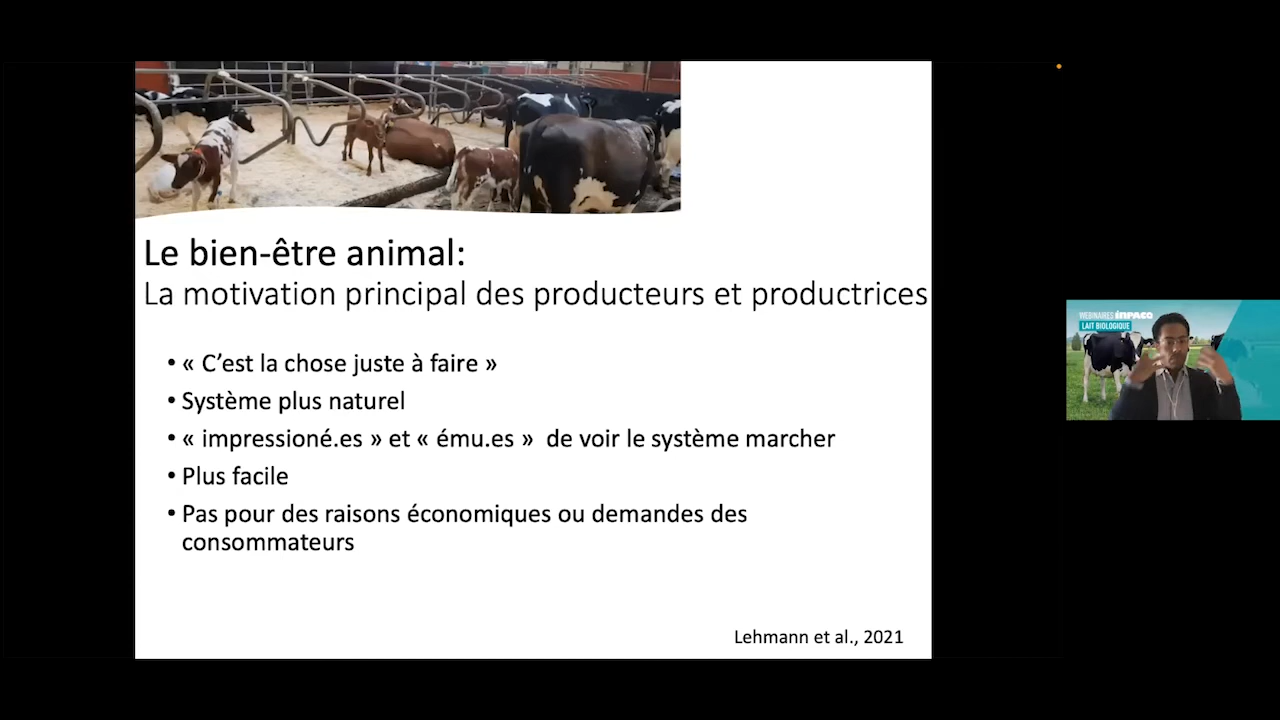 Le bien-être animal:
La motivation principal des producteurs et productrices
• « C’est la chose juste à faire »
• Système plus naturel
• « impressioné.es » et « ému.es »  de voir le système marcher
• Plus facile
• Pas pour des raisons économiques ou demandes des
consommateurs
Lehmann et al., 2021
WEBINAIRES INPACQ
LAIT BIOLOGIQUE